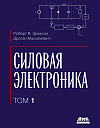 Роберт В. Эриксон
Драган Максимович
СИЛОВАЯ
ЭЛЕКТРОНИКА
ТОМ 1